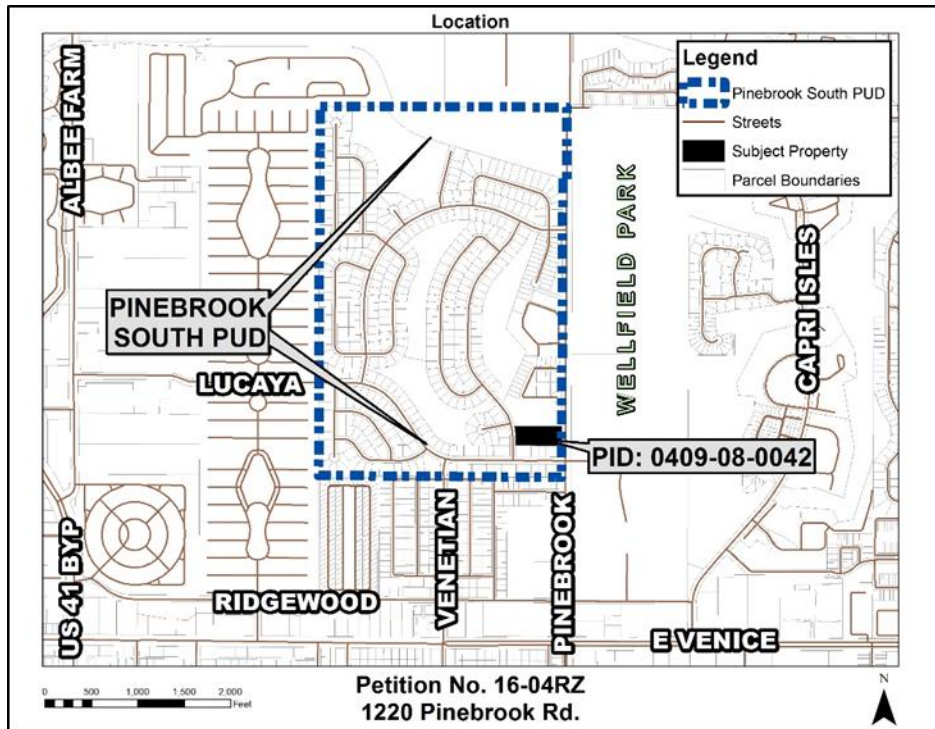 Location
Legend
Pinebrook South PUD
Streets
Subject Property
Parcel Boundaries
ALBEE FARM
WELLFIELD PARK
CAPRI ISLES
PINEBROOK
SOUTH PUD
LUCAYA
PID: 0409-08-0042
US 41 BYP
RIDGEWOOD
VENETIAN
PINEBROOK
E VENICE
0 500 1,000 1,500 2,000
Feet
Petition No. 16-04RZ
1220 Pinebrook Rd.
N